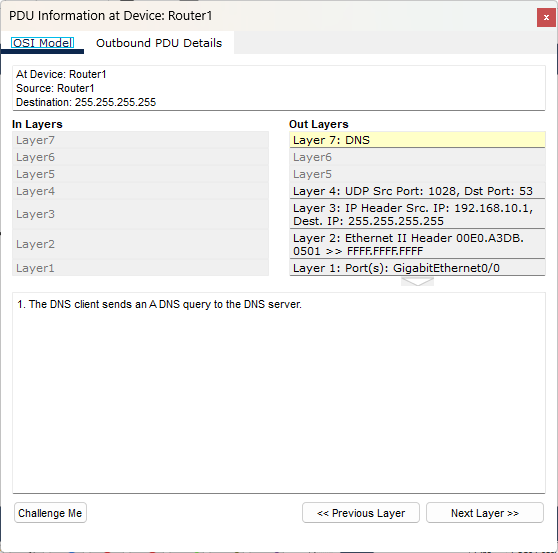 PDU Information at Device: Router1
x
OSI Model Outbound PDU Details
At Device: Router1
Source: Router1
Destination: 255.255.255.255
In Layers
Layer7
Layer6
Layer5
Layer4
Layer3
Layer2
Layer1
Out Layers
Layer 7: DNS
Layer6
Layer5
Layer 4: UDP Src Port: 1028, Dst Port: 53
Layer 3: IP Header Src. IP: 192.168.10.1,
Dest. IP: 255.255.255.255
Layer 2: Ethernet II Header 00E0.A3DB.
0501 >> FFFF.FFFF.FFFF
Layer 1: Port(s): GigabitEthernet0/0
1. The DNS client sends an A DNS query to the DNS server.
Challenge Me << Previous Layer Next Layer >>